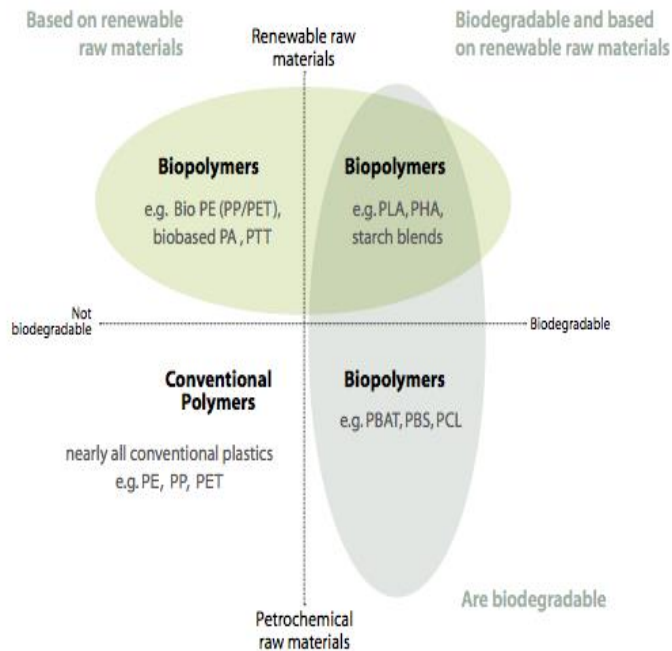 Based on renewable
raw materials
Renewable raw
materials
Biodegradable and based
on renewable raw materials
Biopolymers
e.g. Bio PE (PP/PET),
biobased PA , PTT
Biopolymers
e.g. PLA, PHA,
starch blends
Not
biodegradable
Biodegradable
Conventional
Polymers
nearly all conventional plastics
e.g. PE, PP, PET
Biopolymers
e.g. PBAT, PBS, PCL
Are biodegradable
Petrochemical
raw materials